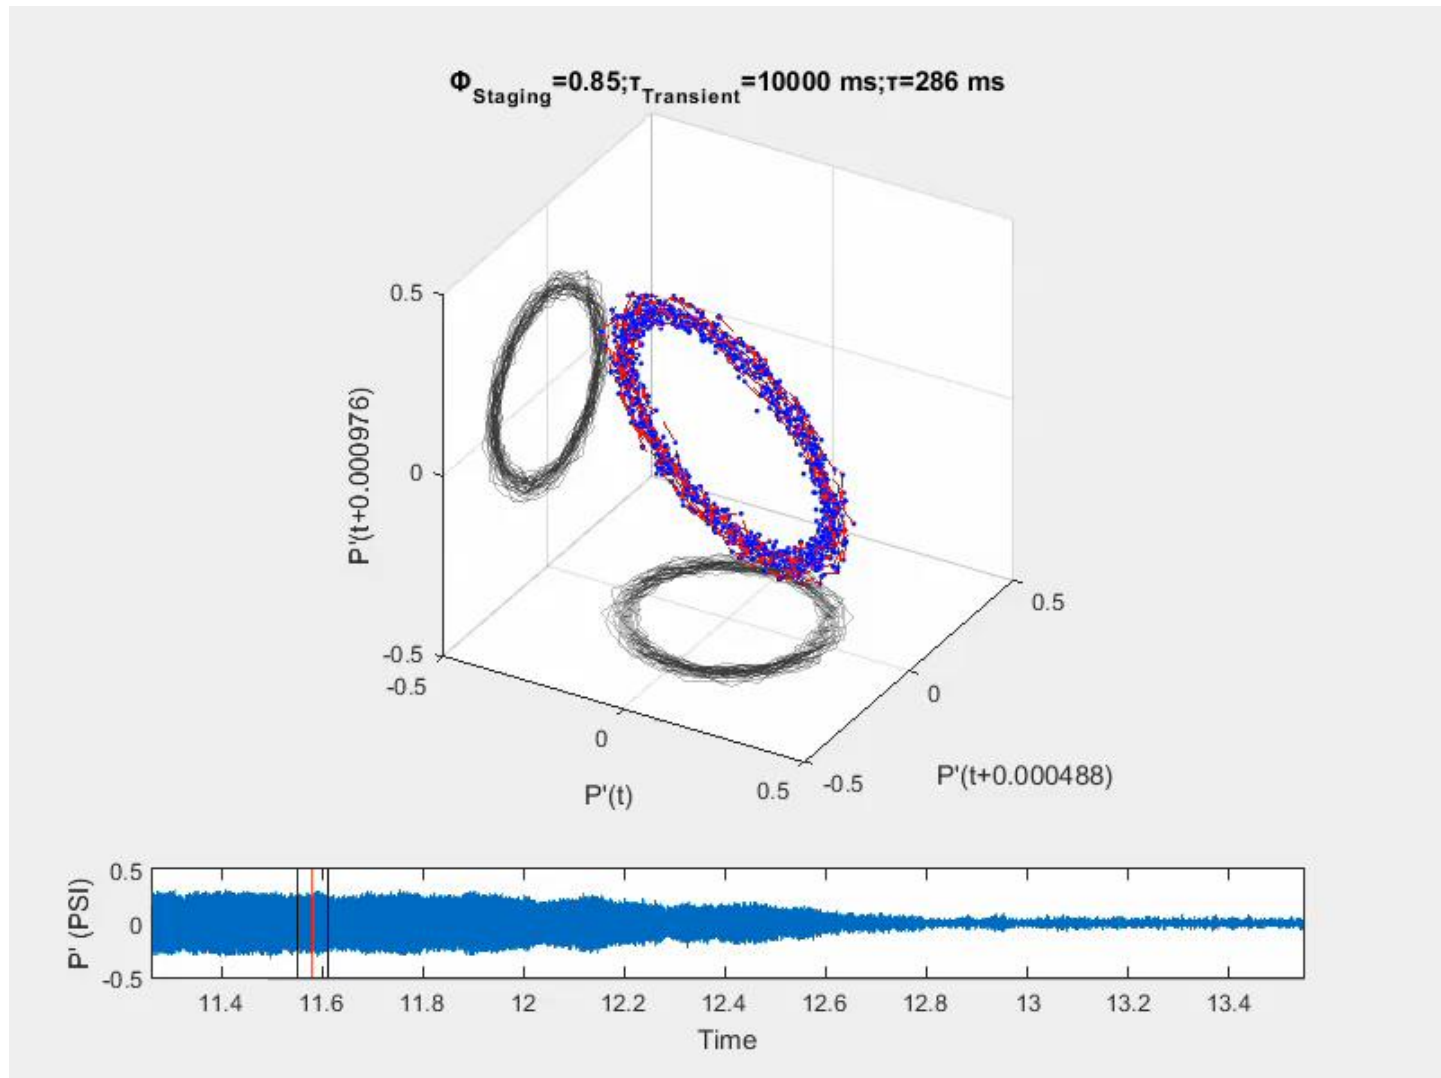 Φ_Staging=0.85;τ_Transient=10000 ms;τ=286 ms
0.5
0
-0.5
P'(t+0.000976)
-0.5
0
0.5
P'(t)
-0.5
0
0.5
P'(t+0.000488)
0.5
0
-0.5
P' (PSI)
11.4 11.6 11.8 12 12.2 12.4 12.6 12.8 13 13.2 13.4
Time